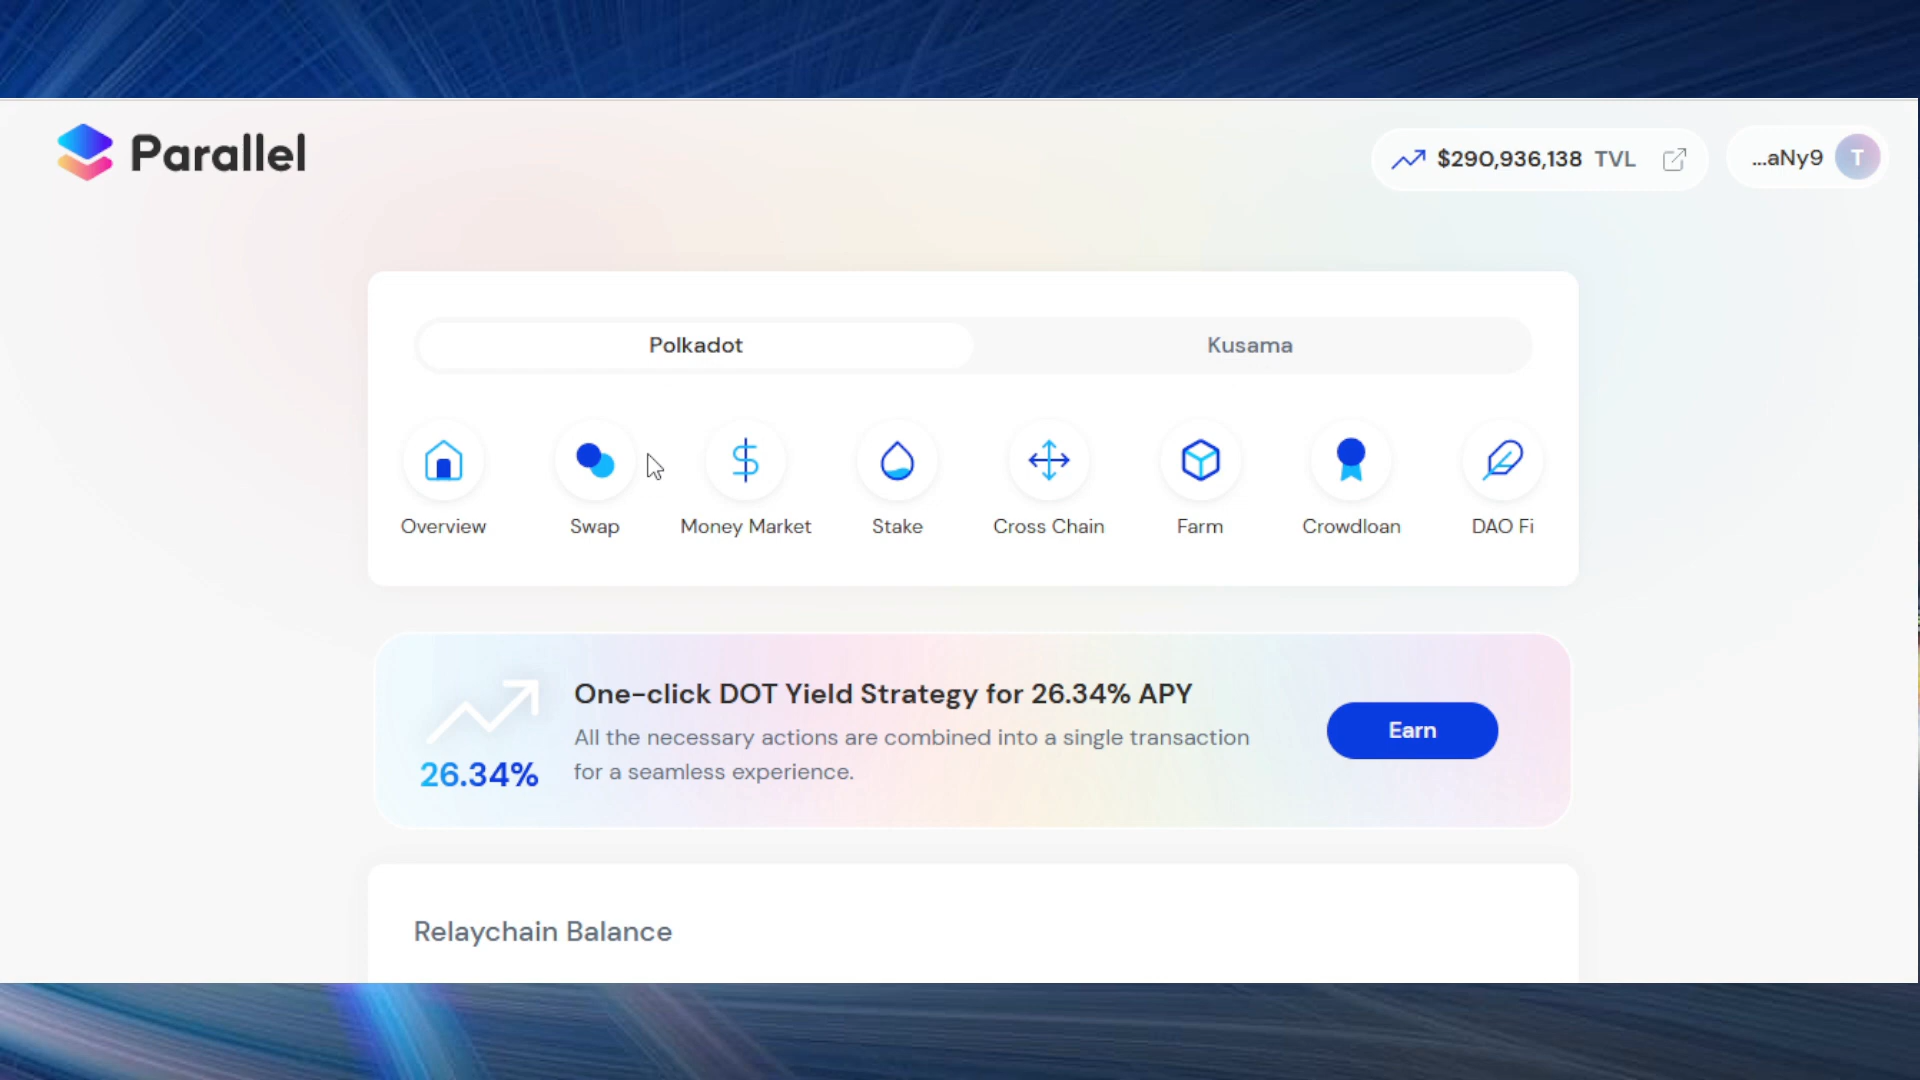 Parallel
$290,936,138 TVL
...aNy9 T
Polkadot
Kusama
Overview
Swap
Money Market
Stake
Cross Chain
Farm
Crowdloan
DAO Fi
One-click DOT Yield Strategy for 26.34% APY
All the necessary actions are combined into a single transaction
for a seamless experience.
26.34%
Earn
Relaychain Balance